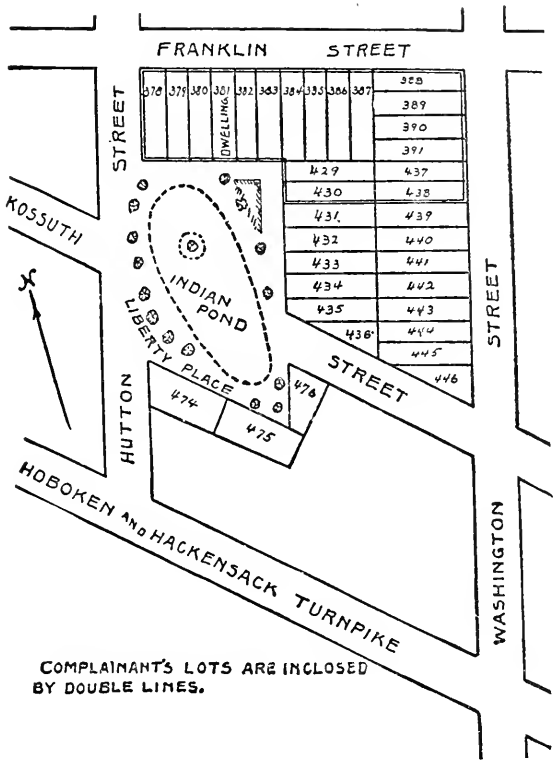 FRANKLIN STREET
378 379 380 381 382 383 384 385 386 387
DWELLING
388
389
390
391
429 437
430 438
431 439
432 440
433 441
434 442
435 443
436 444
445
446
STREET
KOSSUTH
N
INDIAN
POND
LIBERTY PLACE
STREET
STREET
474
475
476
HUTTON
HOBOKEN AND HACKENSACK TURNPIKE
WASHINGTON
COMPLAINANT'S LOTS ARE INCLOSED
BY DOUBLE LINES.